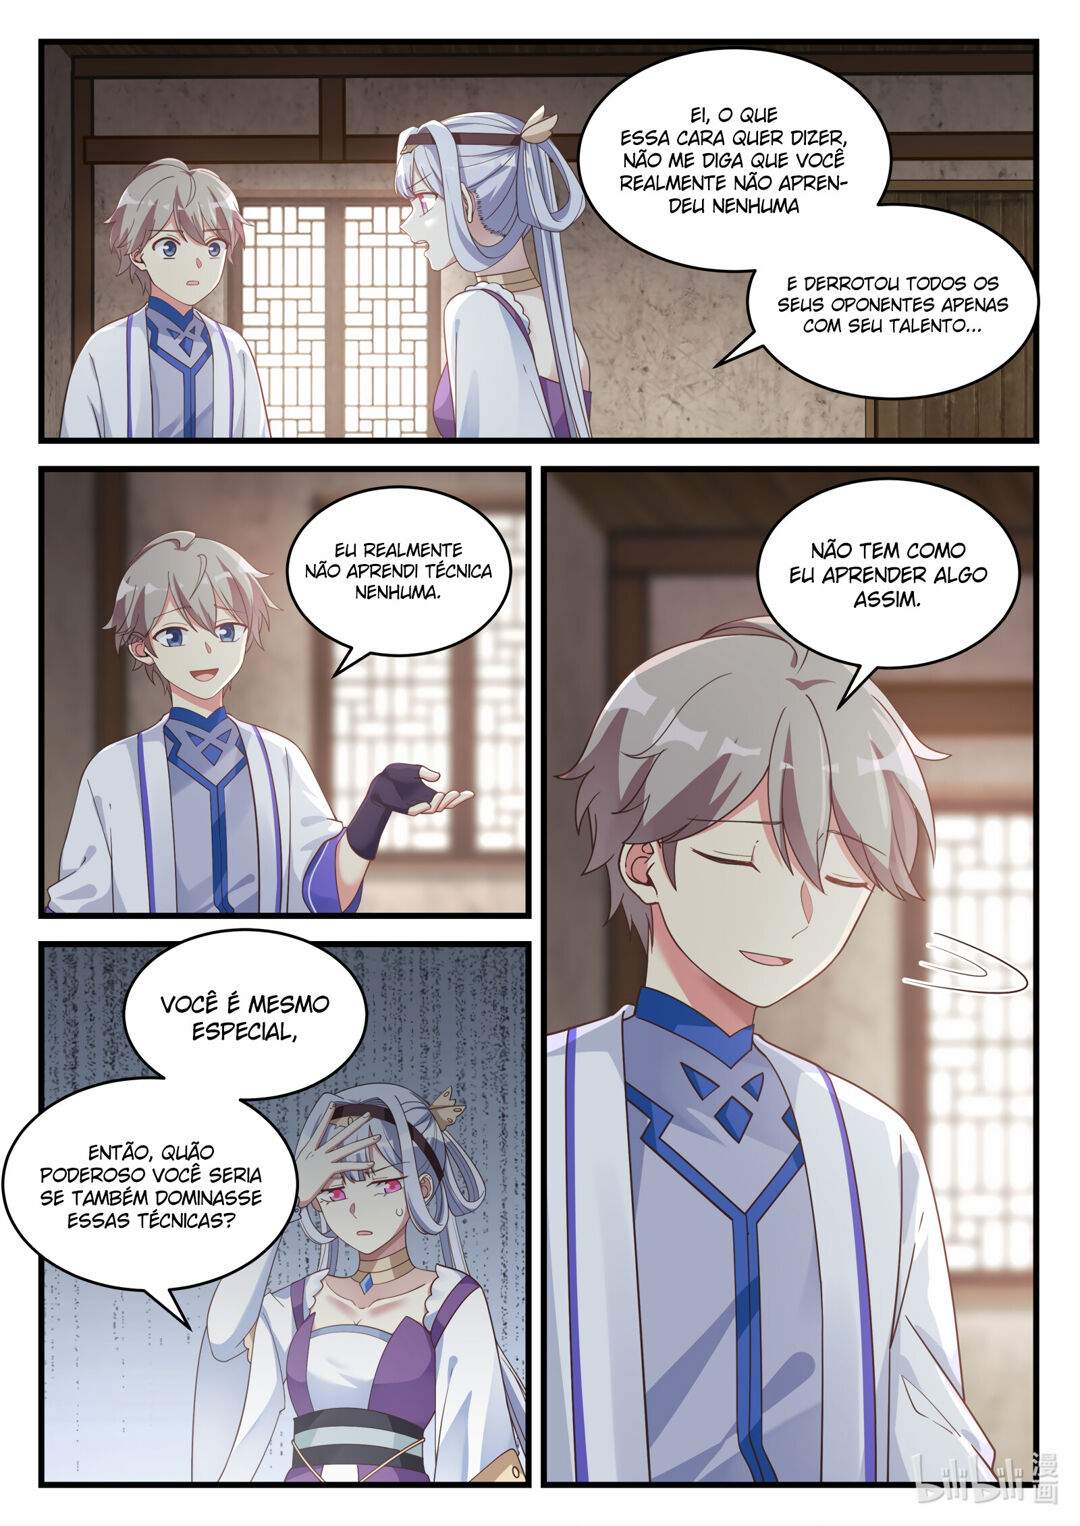 EI, O QUE
ESSA CARA QUER DIZER,
NÃO ME DIGA QUE VOCÊ
REALMENTE NÃO APREN-
DEU NENHUMA
E DERROTOU TODOS OS
SEUS OPONENTES APENAS
COM SEU TALENTO...
EU REALMENTE
NÃO APRENDI TÉCNICA
NENHUMA.
NÃO TEM COMO
EU APRENDER ALGO
ASSIM.
VOCÊ É MESMO
ESPECIAL,
ENTÃO, QUÃO
PODEROSO VOCÊ SERIA
SE TAMBÉM DOMINASSE
ESSAS TÉCNICAS?
bilibili 漫画